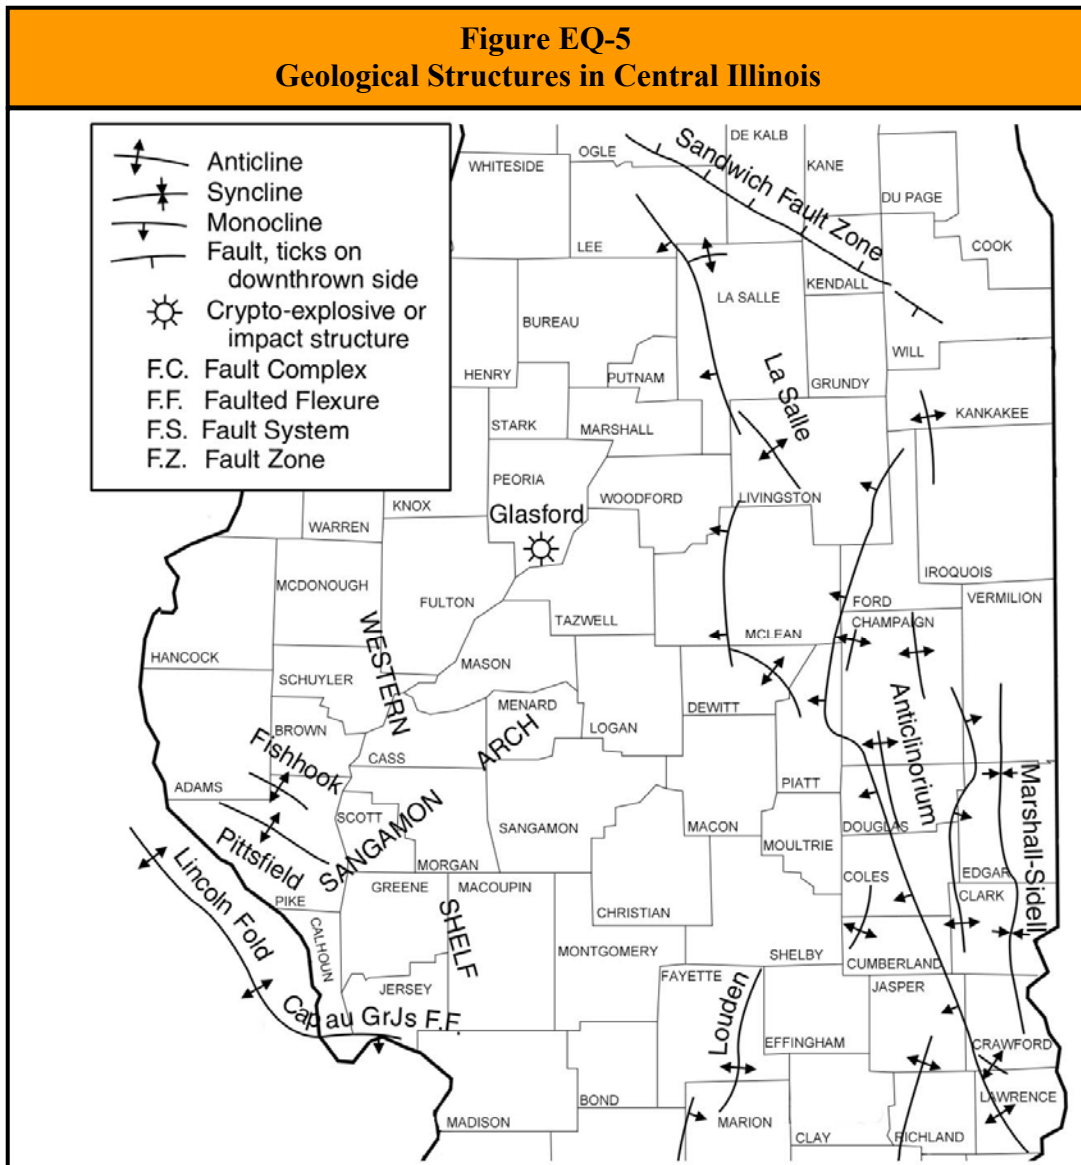 Figure EQ-5
Geological Structures in Central Illinois
Anticline
Syncline
Monocline
Fault, ticks on
downthrown side
Crypto-explosive or
impact structure
F.C. Fault Complex
F.F. Faulted Flexure
F.S. Fault System
F.Z. Fault Zone
DE KALB
OGLE
WHITESIDE
KANE
Sandwich Fault Zone
DU PAGE
LEE
COOK
KENDALL
LA SALLE
BUREAU
WILL
HENRY
PUTNAM
La Salle
GRUNDY
KANKAKEE
STARK
MARSHALL
PEORIA
WOODFORD
LIVINGSTON
KNOX
Glasford
WARREN
IROQUOIS
MCDONOUGH
FULTON
FORD
VERMILION
TAZWELL
CHAMPAIGN
MCLEAN
WESTERN
HANCOCK
MASON
SCHUYLER
MENARD
DEWITT
BROWN
LOGAN
ARCH
Anticlinorium
Fishhook
CASS
ADAMS
PIATT
SCOTT
SANGAMON
SANGAMON
MACON
DOUGLAS
Marshall-Sidell
Pittsfield
MOULTRIE
MORGAN
EDGAR
Lincoln Fold
PIKE
GREENE
MACOUPIN
COLES
CLARK
CHRISTIAN
SHELF
CALHOUN
MONTGOMERY
SHELBY
CUMBERLAND
FAYETTE
JERSEY
JASPER
Cap au GrJs F.F.
Louden
EFFINGHAM
CRAWFORD
BOND
LAWRENCE
MADISON
MARION
CLAY
RICHLAND